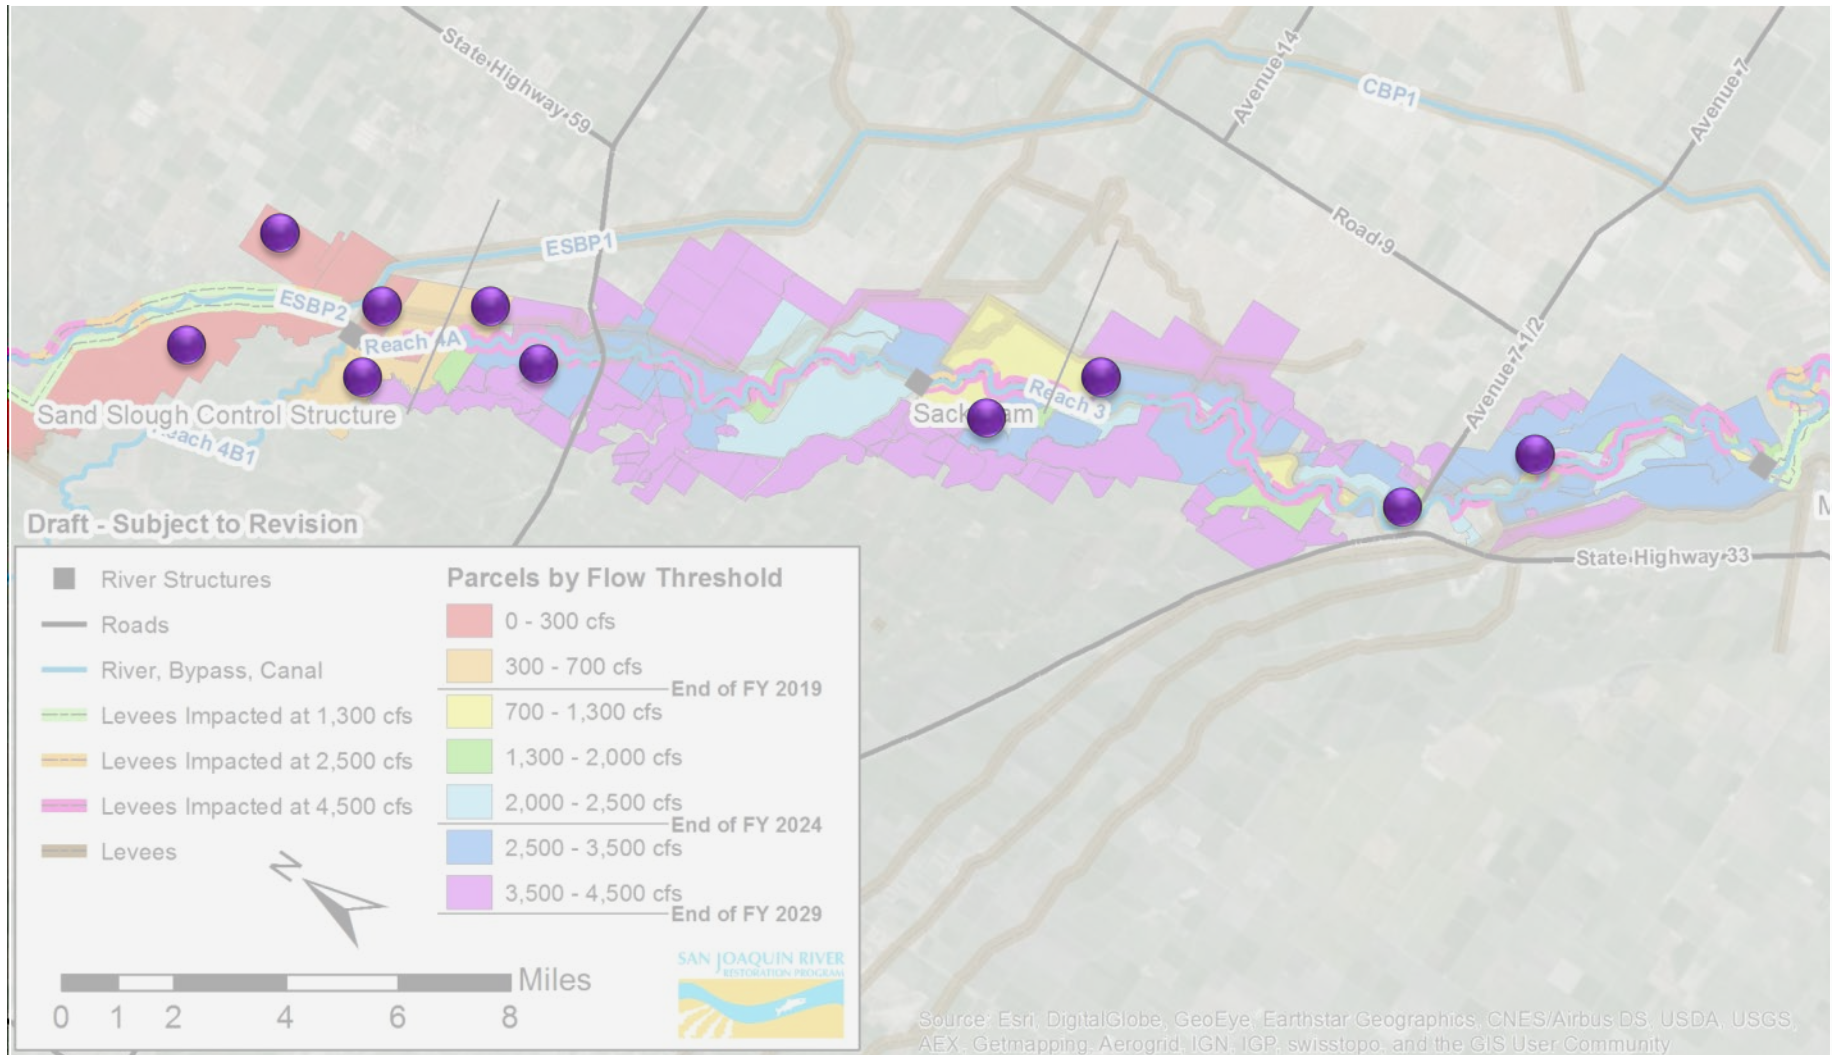 State Highway 59
Avenue 14
CBP1
Avenue 7
Road 9
ESBP1
ESBP2
Reach 4A
Avenue 7 1/2
Reach 3
Sand Slough Control Structure
Reach 4B1
State Highway 33
M
Draft - Subject to Revision
River Structures
Roads
River, Bypass, Canal
Levees Impacted at 1,300 cfs
Levees Impacted at 2,500 cfs
Levees Impacted at 4,500 cfs
Levees
N
Parcels by Flow Threshold
0 - 300 cfs
300 - 700 cfs
End of FY 2019
700 - 1,300 cfs
1,300 - 2,000 cfs
2,000 - 2,500 cfs
End of FY 2024
2,500 - 3,500 cfs
3,500 - 4,500 cfs
End of FY 2029
Miles
0 1 2 4 6 8
SAN JOAQUIN RIVER
RESTORATION PROGRAM
Source: Esri, DigitalGlobe, GeoEye, Earthstar Geographics, CNES/Airbus DS, USDA, USGS,
AEX, Getmapping, Aerogrid, IGN, IGP, swisstopo, and the GIS User Community